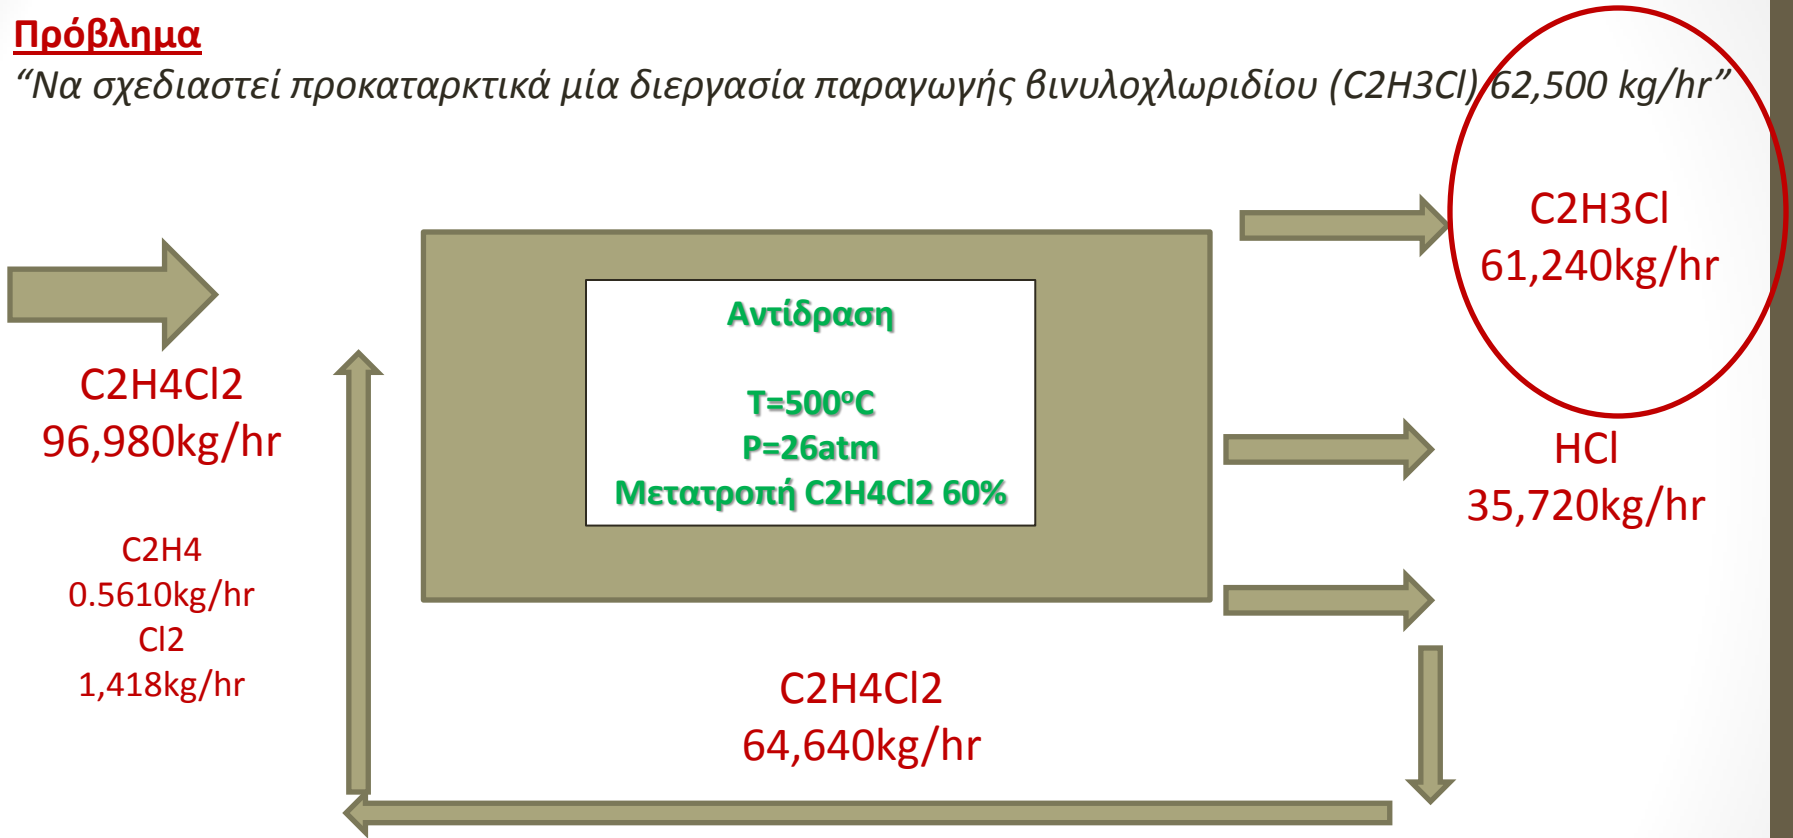 Πρόβλημα
“Να σχεδιαστεί προκαταρκτικά μία διεργασία παραγωγής βινυλοχλωριδίου (C2H3Cl) 62,500 kg/hr”
C2H3Cl
61,240kg/hr
Αντίδραση
T=500οC
P=26atm
Μετατροπή C2H4Cl2 60%
C2H4Cl2
96,980kg/hr
HCl
35,720kg/hr
C2H4
0.5610kg/hr
Cl2
1,418kg/hr
C2H4Cl2
64,640kg/hr